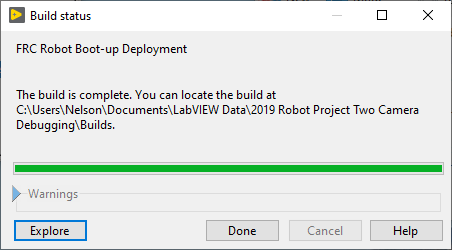 Build status
FRC Robot Boot-up Deployment
The build is complete. You can locate the build at
C:\Users\Nelson\Documents\LabVIEW Data\2019 Robot Project Two Camera
Debugging\Builds.
Warnings
Explore
Done
Cancel
Help